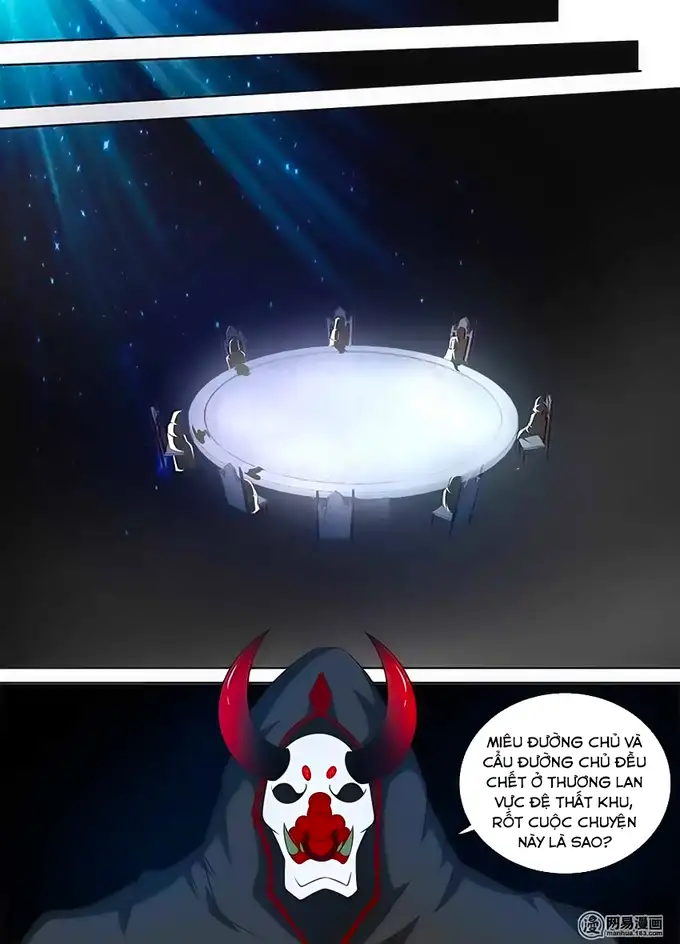 MIÊU ĐƯỜNG CHỦ VÀ
CẨU ĐƯỜNG CHỦ ĐỀU
CHẾT Ở THƯƠNG LAN
VỰC ĐỆ THẤT KHU,
RỐT CUỘC CHUYỆN
NÀY LÀ SAO?
网易漫画
manhua.163.com